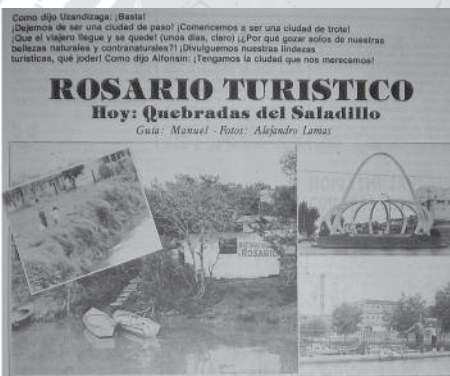 Como dijo Uzandizaga: ¡Basta!
¡Dejemos de ser una ciudad de paso! ¡Comencemos a ser una ciudad de trote!
¡Que el viajero llegue y se quede! (unos días, claro) (¿Por qué gozar solos de nuestras
bellezas naturales y contranaturales?! ¡Divulguemos nuestras lindezas
turísticas, qué joder! Como dijo Alfonsín: ¡Tengamos la ciudad que nos merecemos!
ROSARIO TURISTICO
Hoy: Quebradas del Saladillo
Guía: Manuel - Fotos: Alejandro Lamas
ROSARIO